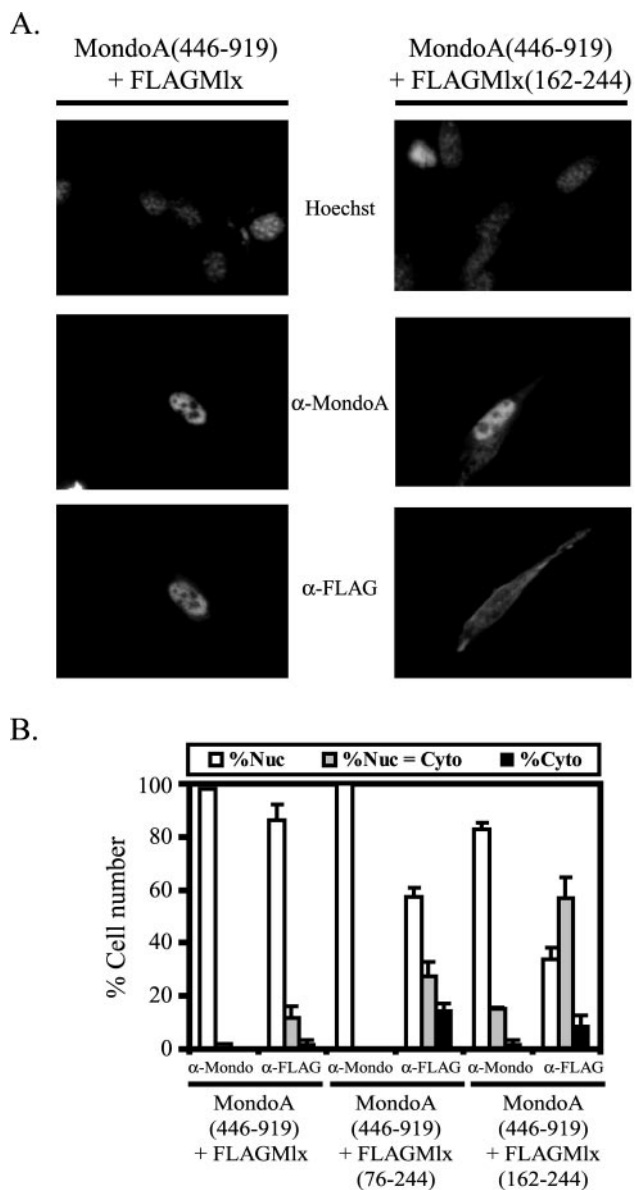 A.
MondoA(446-919)
+ FLAGMlx
MondoA(446-919)
+ FLAGMlx(162-244)
Hoechst
α-MondoA
α-FLAG
B.
%Nuc %Nuc = Cyto %Cyto
100
80
60
40
20
0
% Cell number
α-Mondo α-FLAG α-Mondo α-FLAG α-Mondo α-FLAG
MondoA
(446-919)
+ FLAGMlx
MondoA
(446-919)
+ FLAGMlx
(76-244)
MondoA
(446-919)
+ FLAGMlx
(162-244)